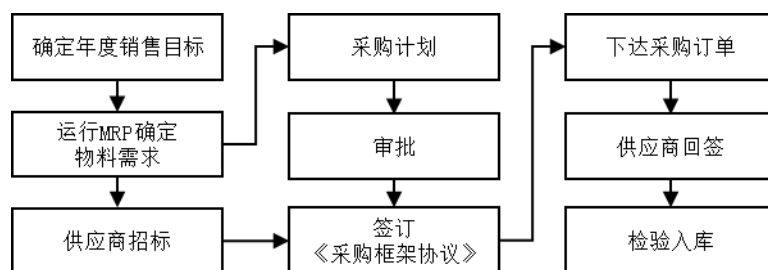 确定年度销售目标
运行MRP确定
物料需求
供应商招标
采购计划
审批
签订
《采购框架协议》
下达采购订单
供应商回签
检验入库